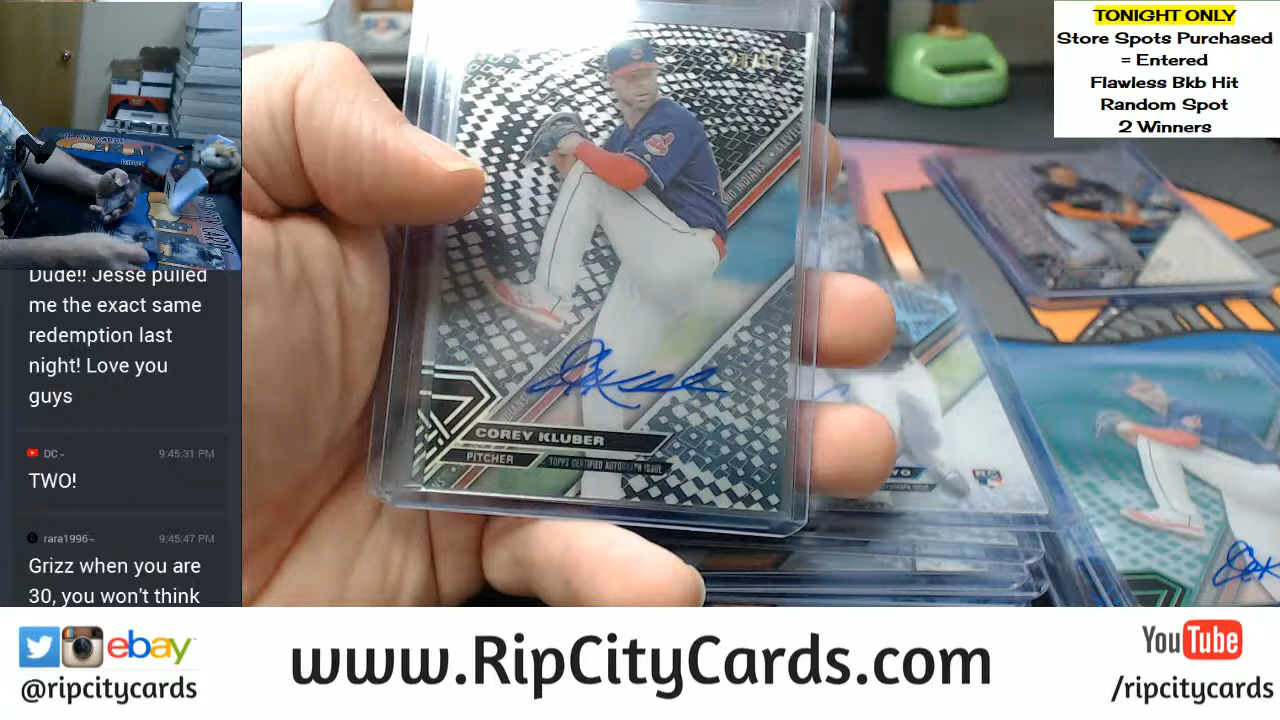 TONIGHT ONLY
Store Spots Purchased
= Entered
Flawless Bkb Hit
Random Spot
2 Winners
Dude!! Jesse pulled
me the exact same
redemption last
night! Love you
guys
DC -
9:45:31 PM
TWO!
rara1996-
9:45:47 PM
Grizz when you are
30, you won't think
INDIANS
COREY KLUBER
PITCHER
TOPPS CERTIFIED AUTOGRAPH ISSUE
ebay
@ripcitycards
www.RipCityCards.com
YouTube
/ripcitycards